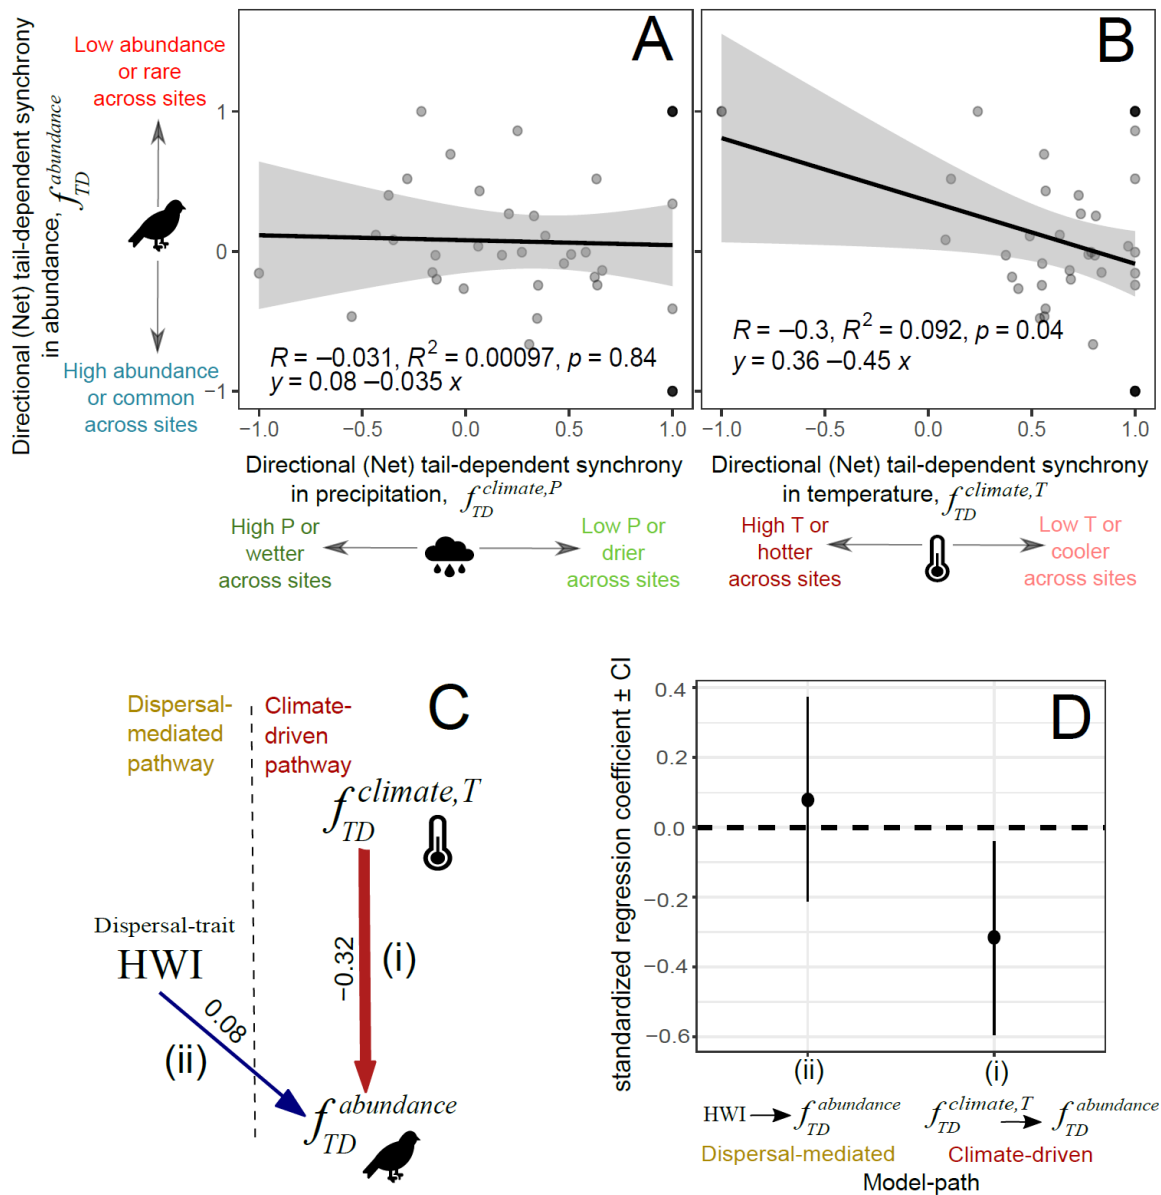 A
B
Directional (Net) tail-dependent synchrony
in abundance, f_TD^abundance
Low abundance
or rare
across sites
High abundance
or common
across sites
1
0
−1
R = −0.031, R² = 0.00097, p = 0.84
y = 0.08 −0.035 x
R = −0.3, R² = 0.092, p = 0.04
y = 0.36 −0.45 x
−1.0 −0.5 0.0 0.5 1.0
−1.0 −0.5 0.0 0.5 1.0
Directional (Net) tail-dependent synchrony
in precipitation, f_TD^climate,P
High P or
wetter
across sites
Low P or
drier
across sites
Directional (Net) tail-dependent synchrony
in temperature, f_TD^climate,T
High T or
hotter
across sites
Low T or
cooler
across sites
C
Dispersal-
mediated
pathway
Climate-
driven
pathway
f_TD^climate,T
Dispersal-trait
HWI
−0.32
(i)
0.08
(ii)
f_TD^abundance
D
standardized regression coefficient ± CI
0.4
0.2
0.0
−0.2
−0.4
−0.6
(ii) (i)
HWI → f_TD^abundance
f_TD^climate,T → f_TD^abundance
Dispersal-mediated
Climate-driven
Model-path